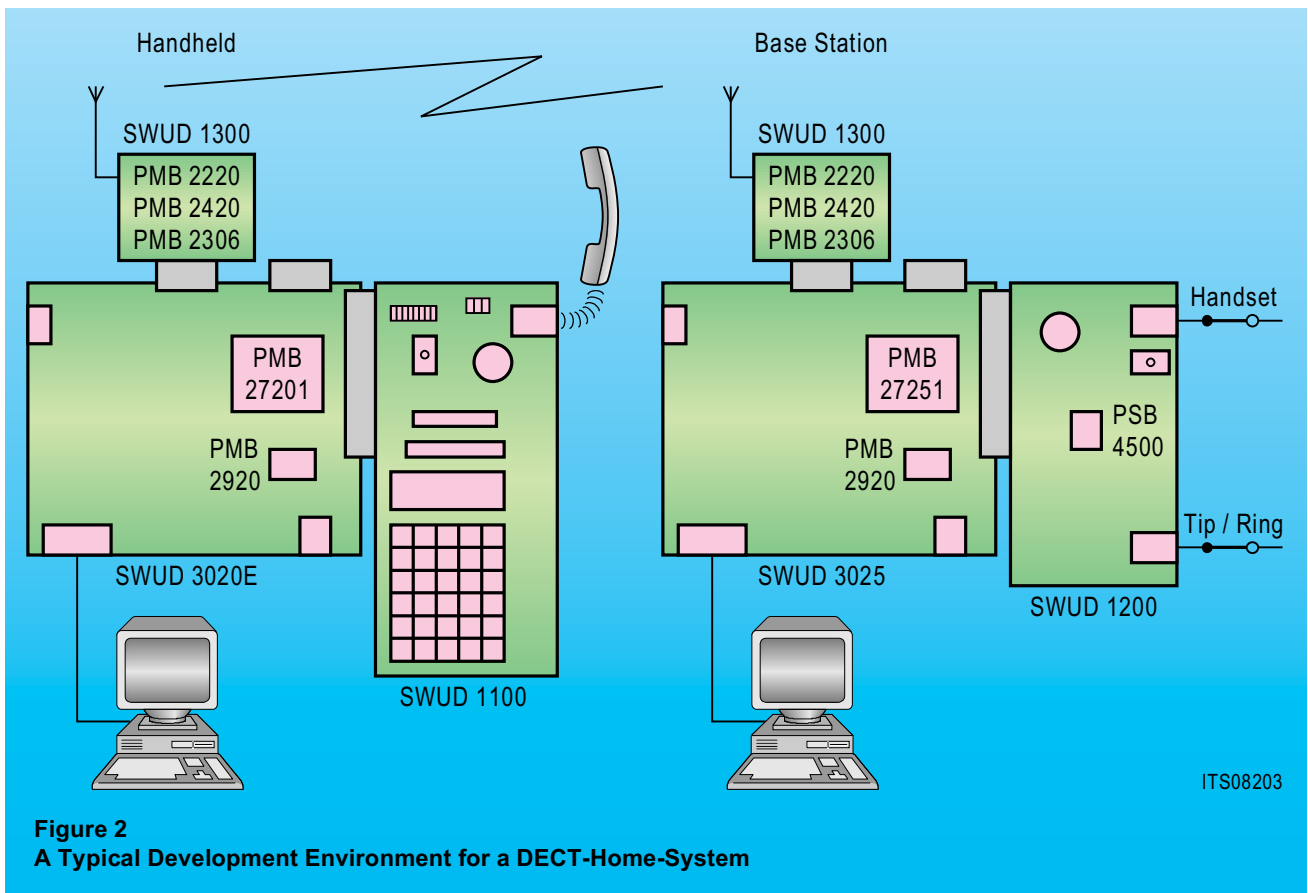 Handheld
Base Station
SWUD 1300
PMB 2220
PMB 2420
PMB 2306
PMB
27201
PMB
2920
SWUD 3020E
SWUD 1100
SWUD 1300
PMB 2220
PMB 2420
PMB 2306
PMB
27251
PMB
2920
SWUD 3025
Handset
PSB
4500
Tip / Ring
SWUD 1200
ITS08203
Figure 2
A Typical Development Environment for a DECT-Home-System